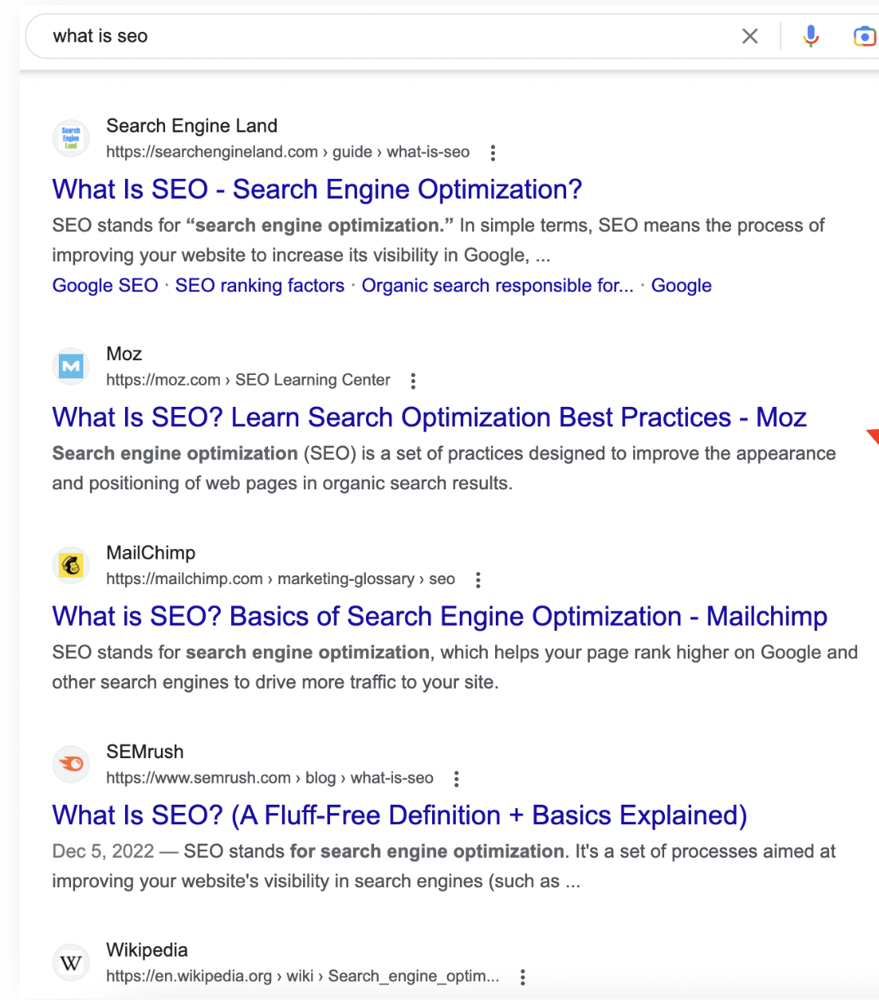 what is seo
Search Engine Land
Search
Engine
Land
https://searchengineland.com › guide › what-is-seo
What Is SEO - Search Engine Optimization?
SEO stands for “search engine optimization.” In simple terms, SEO means the process of
improving your website to increase its visibility in Google, ...
Google SEO · SEO ranking factors · Organic search responsible for... · Google
Moz
M
https://moz.com › SEO Learning Center
What Is SEO? Learn Search Optimization Best Practices - Moz
Search engine optimization (SEO) is a set of practices designed to improve the appearance
and positioning of web pages in organic search results.
MailChimp
https://mailchimp.com › marketing-glossary › seo
What is SEO? Basics of Search Engine Optimization - Mailchimp
SEO stands for search engine optimization, which helps your page rank higher on Google and
other search engines to drive more traffic to your site.
SEMrush
https://www.semrush.com › blog › what-is-seo
What Is SEO? (A Fluff-Free Definition + Basics Explained)
Dec 5, 2022 — SEO stands for search engine optimization. It's a set of processes aimed at
improving your website's visibility in search engines (such as ...
Wikipedia
W
https://en.wikipedia.org › wiki › Search_engine_optim...